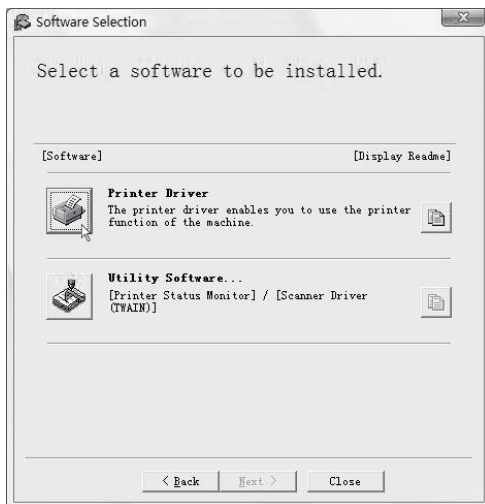 Software Selection
Select a software to be installed.
[Software] [Display Readme]
Printer Driver
The printer driver enables you to use the printer
function of the machine.
Utility Software...
[Printer Status Monitor] / [Scanner Driver
(TWAIN)]
< Back Next > Close